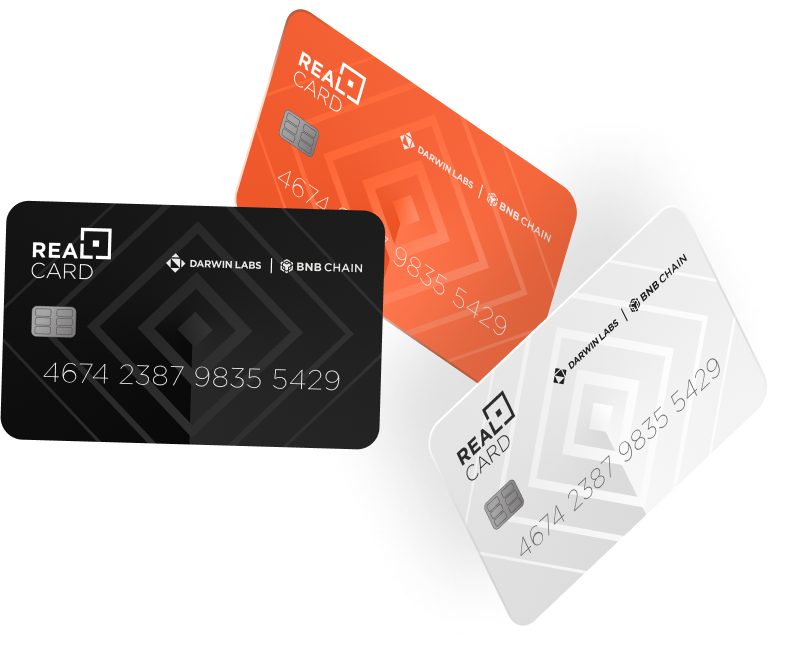 REAL
CARD
DARWIN LABS | BNB CHAIN
4674
9835 5429
REAL
CARD
DARWIN LABS | BNB CHAIN
4674 2387 9835 5429
REAL
CARD
DARWIN LABS | BNB CHAIN
4674 2387 9835 5429